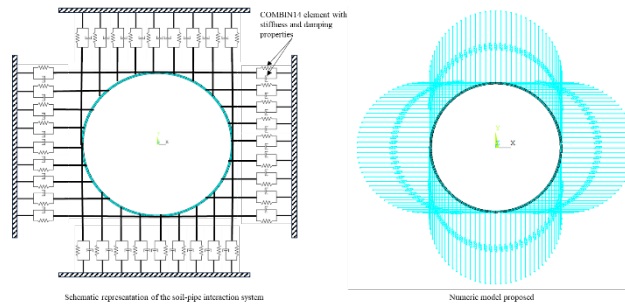 COMBIN14 element with
stiffness and damping
properties
Y
X
Schematic representation of the soil-pipe interaction system
Numeric model proposed